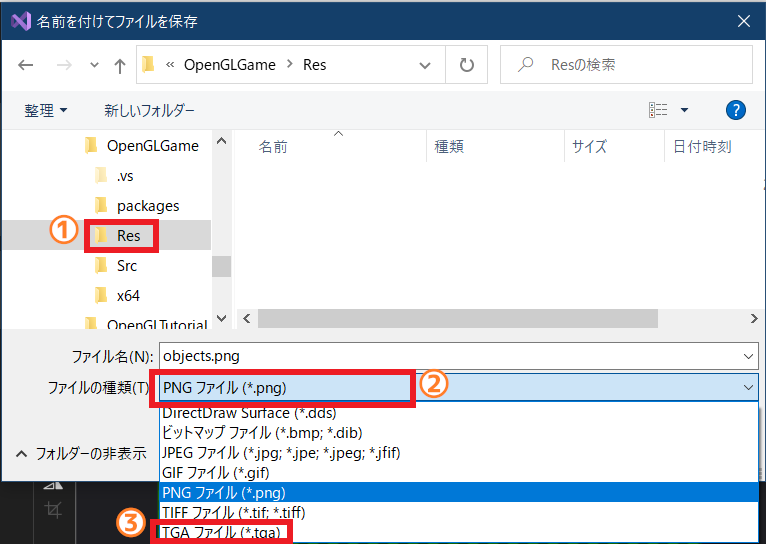 名前を付けてファイルを保存
« OpenGLGame > Res
Resの検索
整理
新しいフォルダー
?
OpenGLGame
.vs
packages
① Res
Src
x64
OpenGLTutorial
名前
種類
サイズ
日付時刻
ファイル名(N):
objects.png
ファイルの種類(T)
PNG ファイル (*.png) ②
DirectDraw Surface (*.dds)
ビットマップ ファイル (*.bmp; *.dib)
JPEG ファイル (*.jpg; *.jpe; *.jpeg; *.jfif)
GIF ファイル (*.gif)
PNG ファイル (*.png)
TIFF ファイル (*.tif; *.tiff)
③ TGA ファイル (*.tga)
フォルダーの非表示